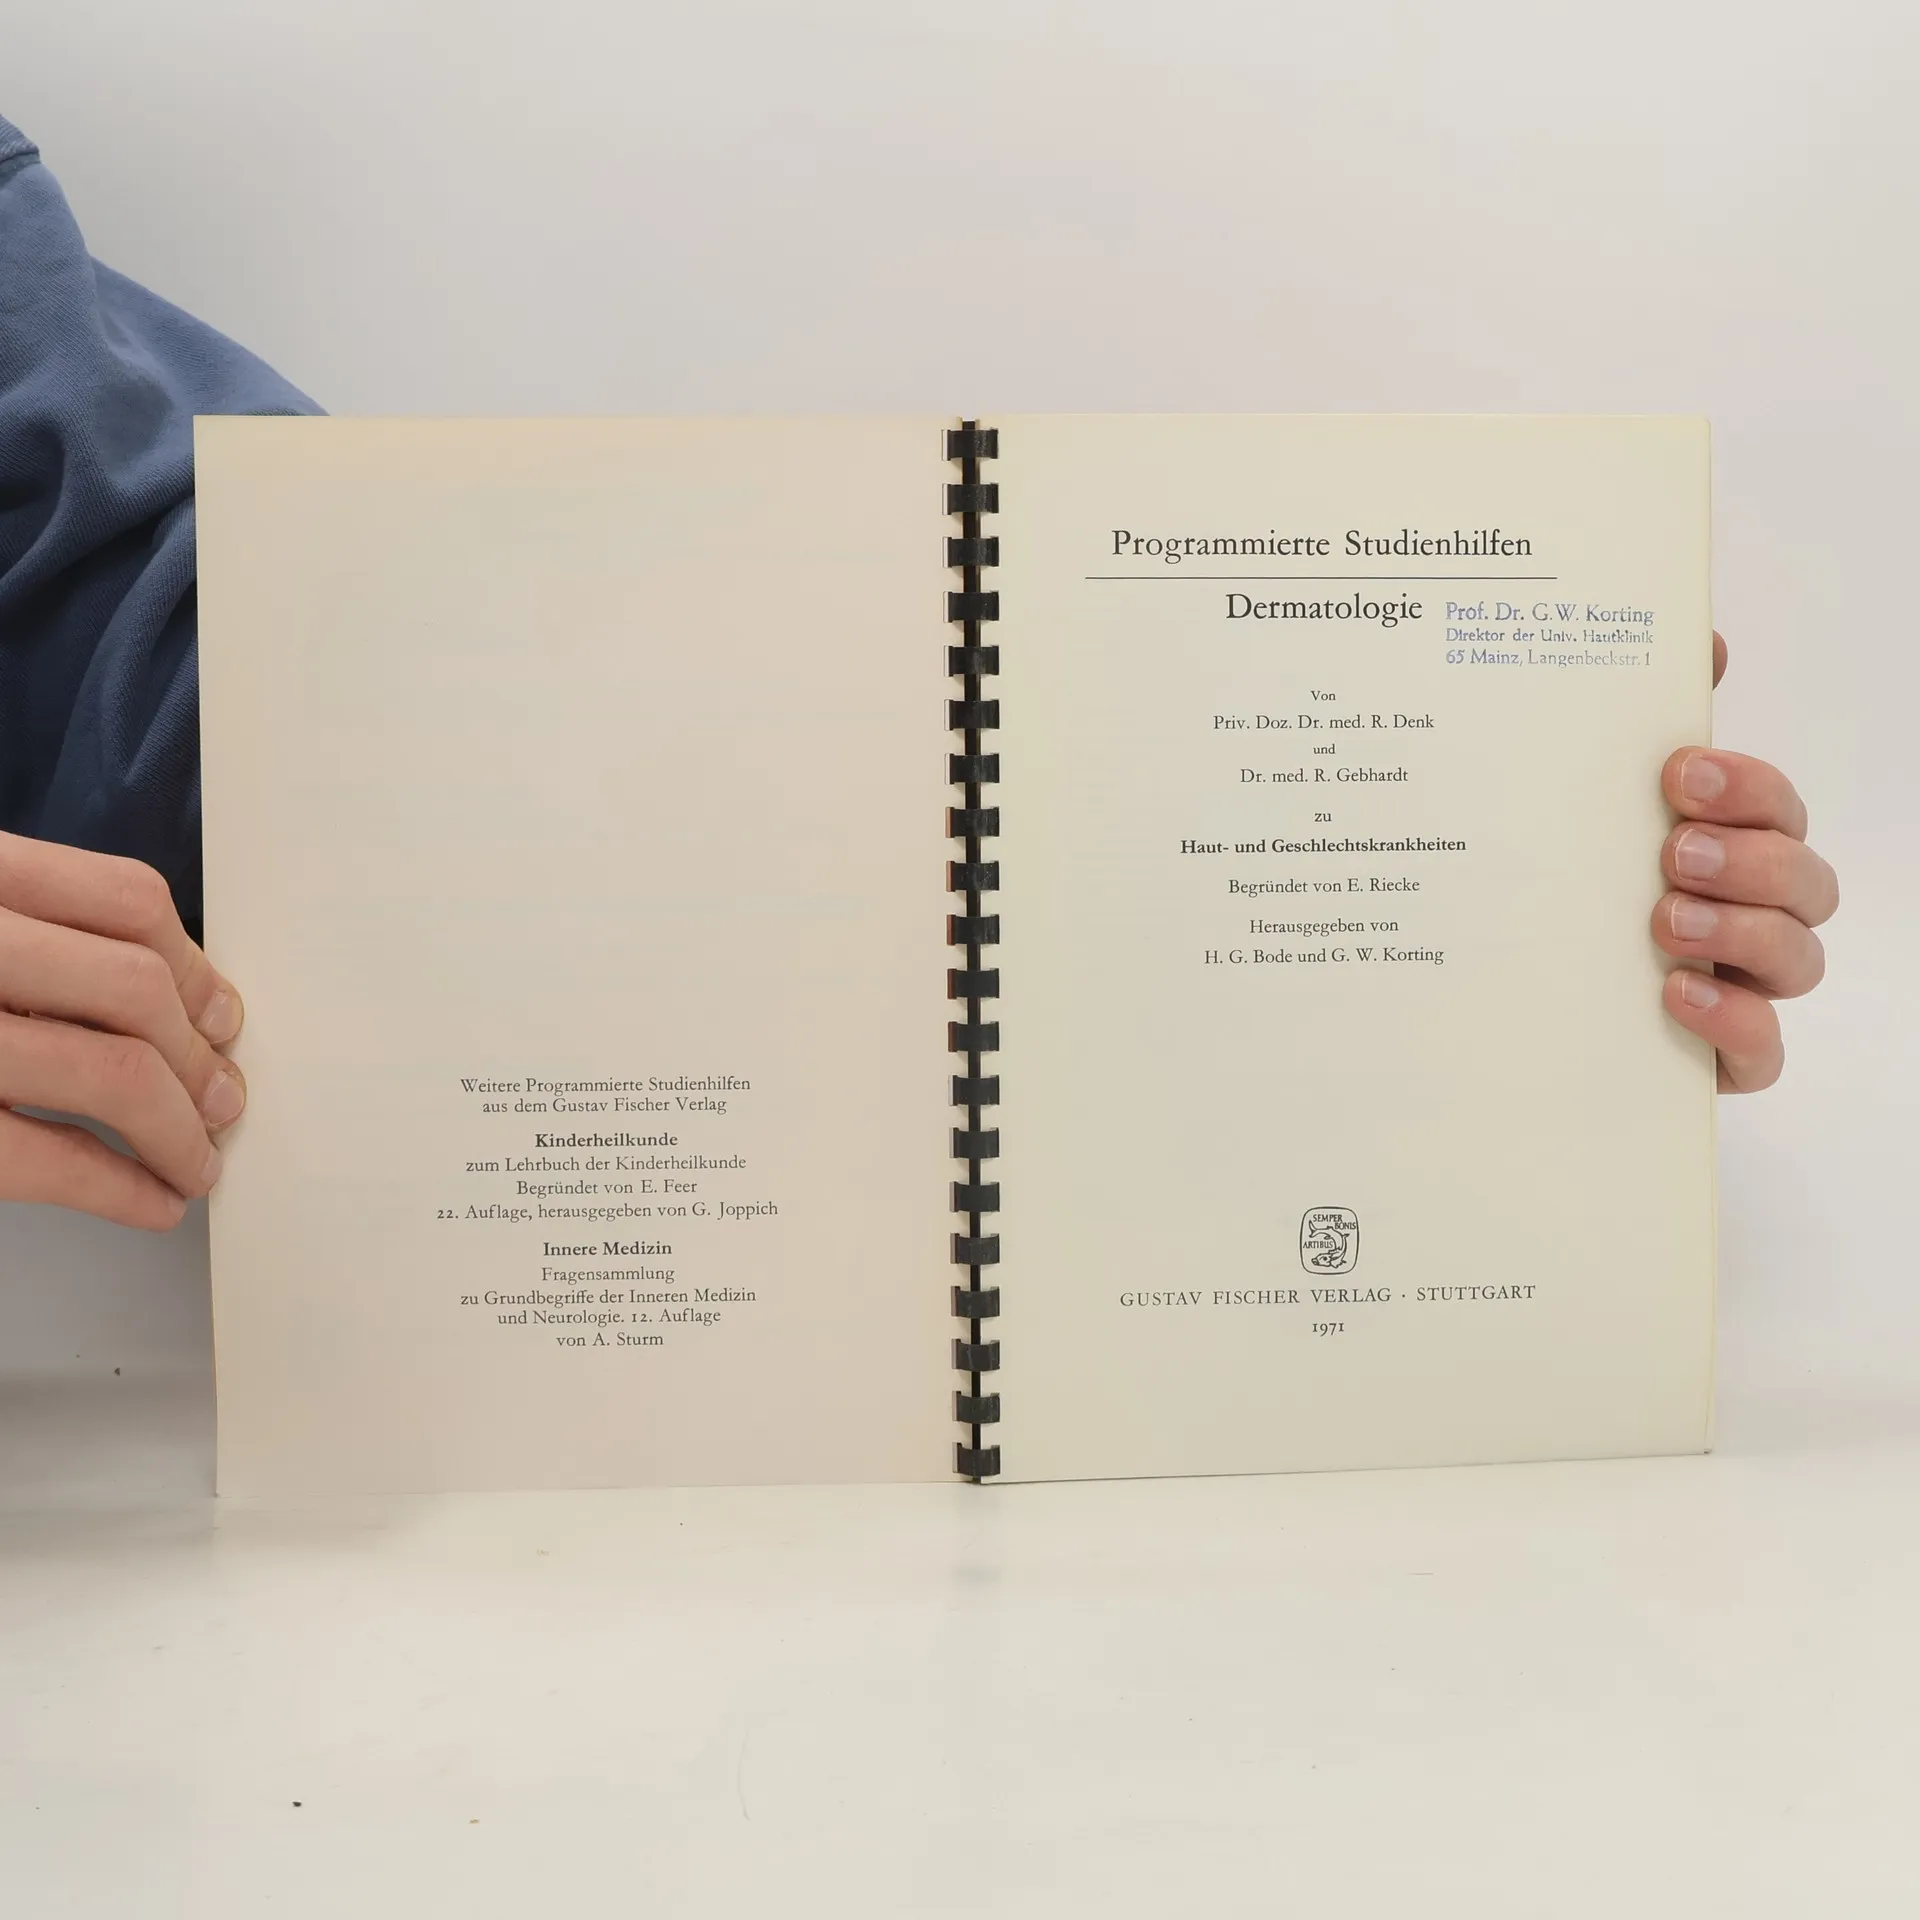 Weitere Programmierte Studienhilfen
aus dem Gustav Fischer Verlag
Kinderheilkunde
zum Lehrbuch der Kinderheilkunde
Begründet von E. Feer
22. Auflage, herausgegeben von G. Joppich
Innere Medizin
Fragensammlung
zu Grundbegriffe der Inneren Medizin
und Neurologie. 12. Auflage
von A. Sturm
Programmierte Studienhilfen
Dermatologie
Prof. Dr. G.W. Korting
Direktor der Univ. Hautklinik
65 Mainz, Langenbeckstr. 1
Von
Priv. Doz. Dr. med. R. Denk
und
Dr. med. R. Gebhardt
zu
Haut- und Geschlechtskrankheiten
Begründet von E. Riecke
Herausgegeben von
H. G. Bode und G. W. Korting
SEMPER
BONIS
ARTIBUS
GUSTAV FISCHER VERLAG · STUTTGART
1971